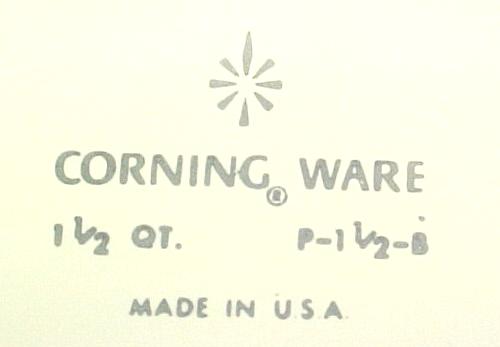 CORNING® WARE
1 1/2 QT. P-1 1/2-B
MADE IN U.S.A.